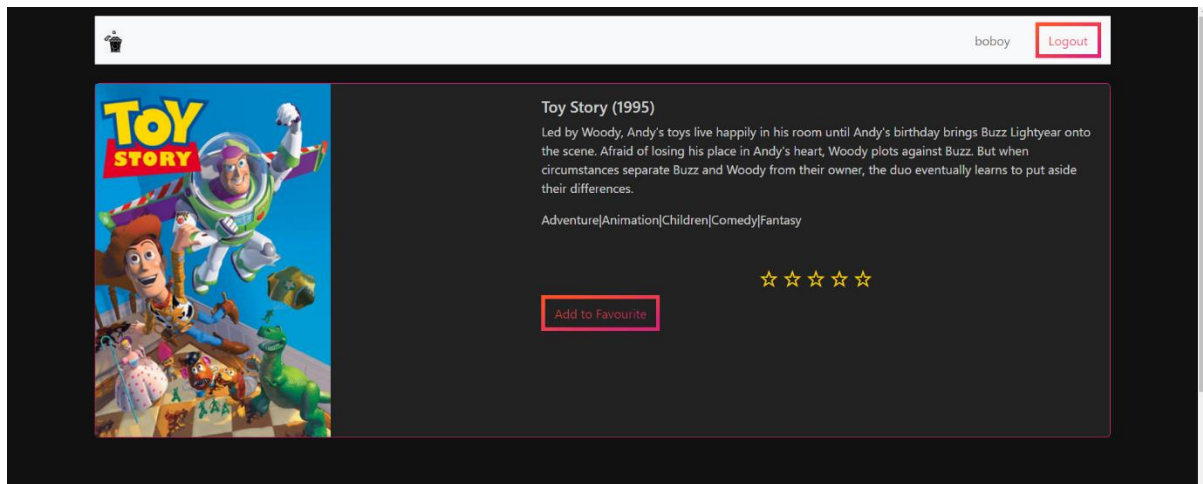 boboy
Logout
TOY
STORY
Toy Story (1995)
Led by Woody, Andy's toys live happily in his room until Andy's birthday brings Buzz Lightyear onto
the scene. Afraid of losing his place in Andy's heart, Woody plots against Buzz. But when
circumstances separate Buzz and Woody from their owner, the duo eventually learns to put aside
their differences.
Adventure|Animation|Children|Comedy|Fantasy
Add to Favourite